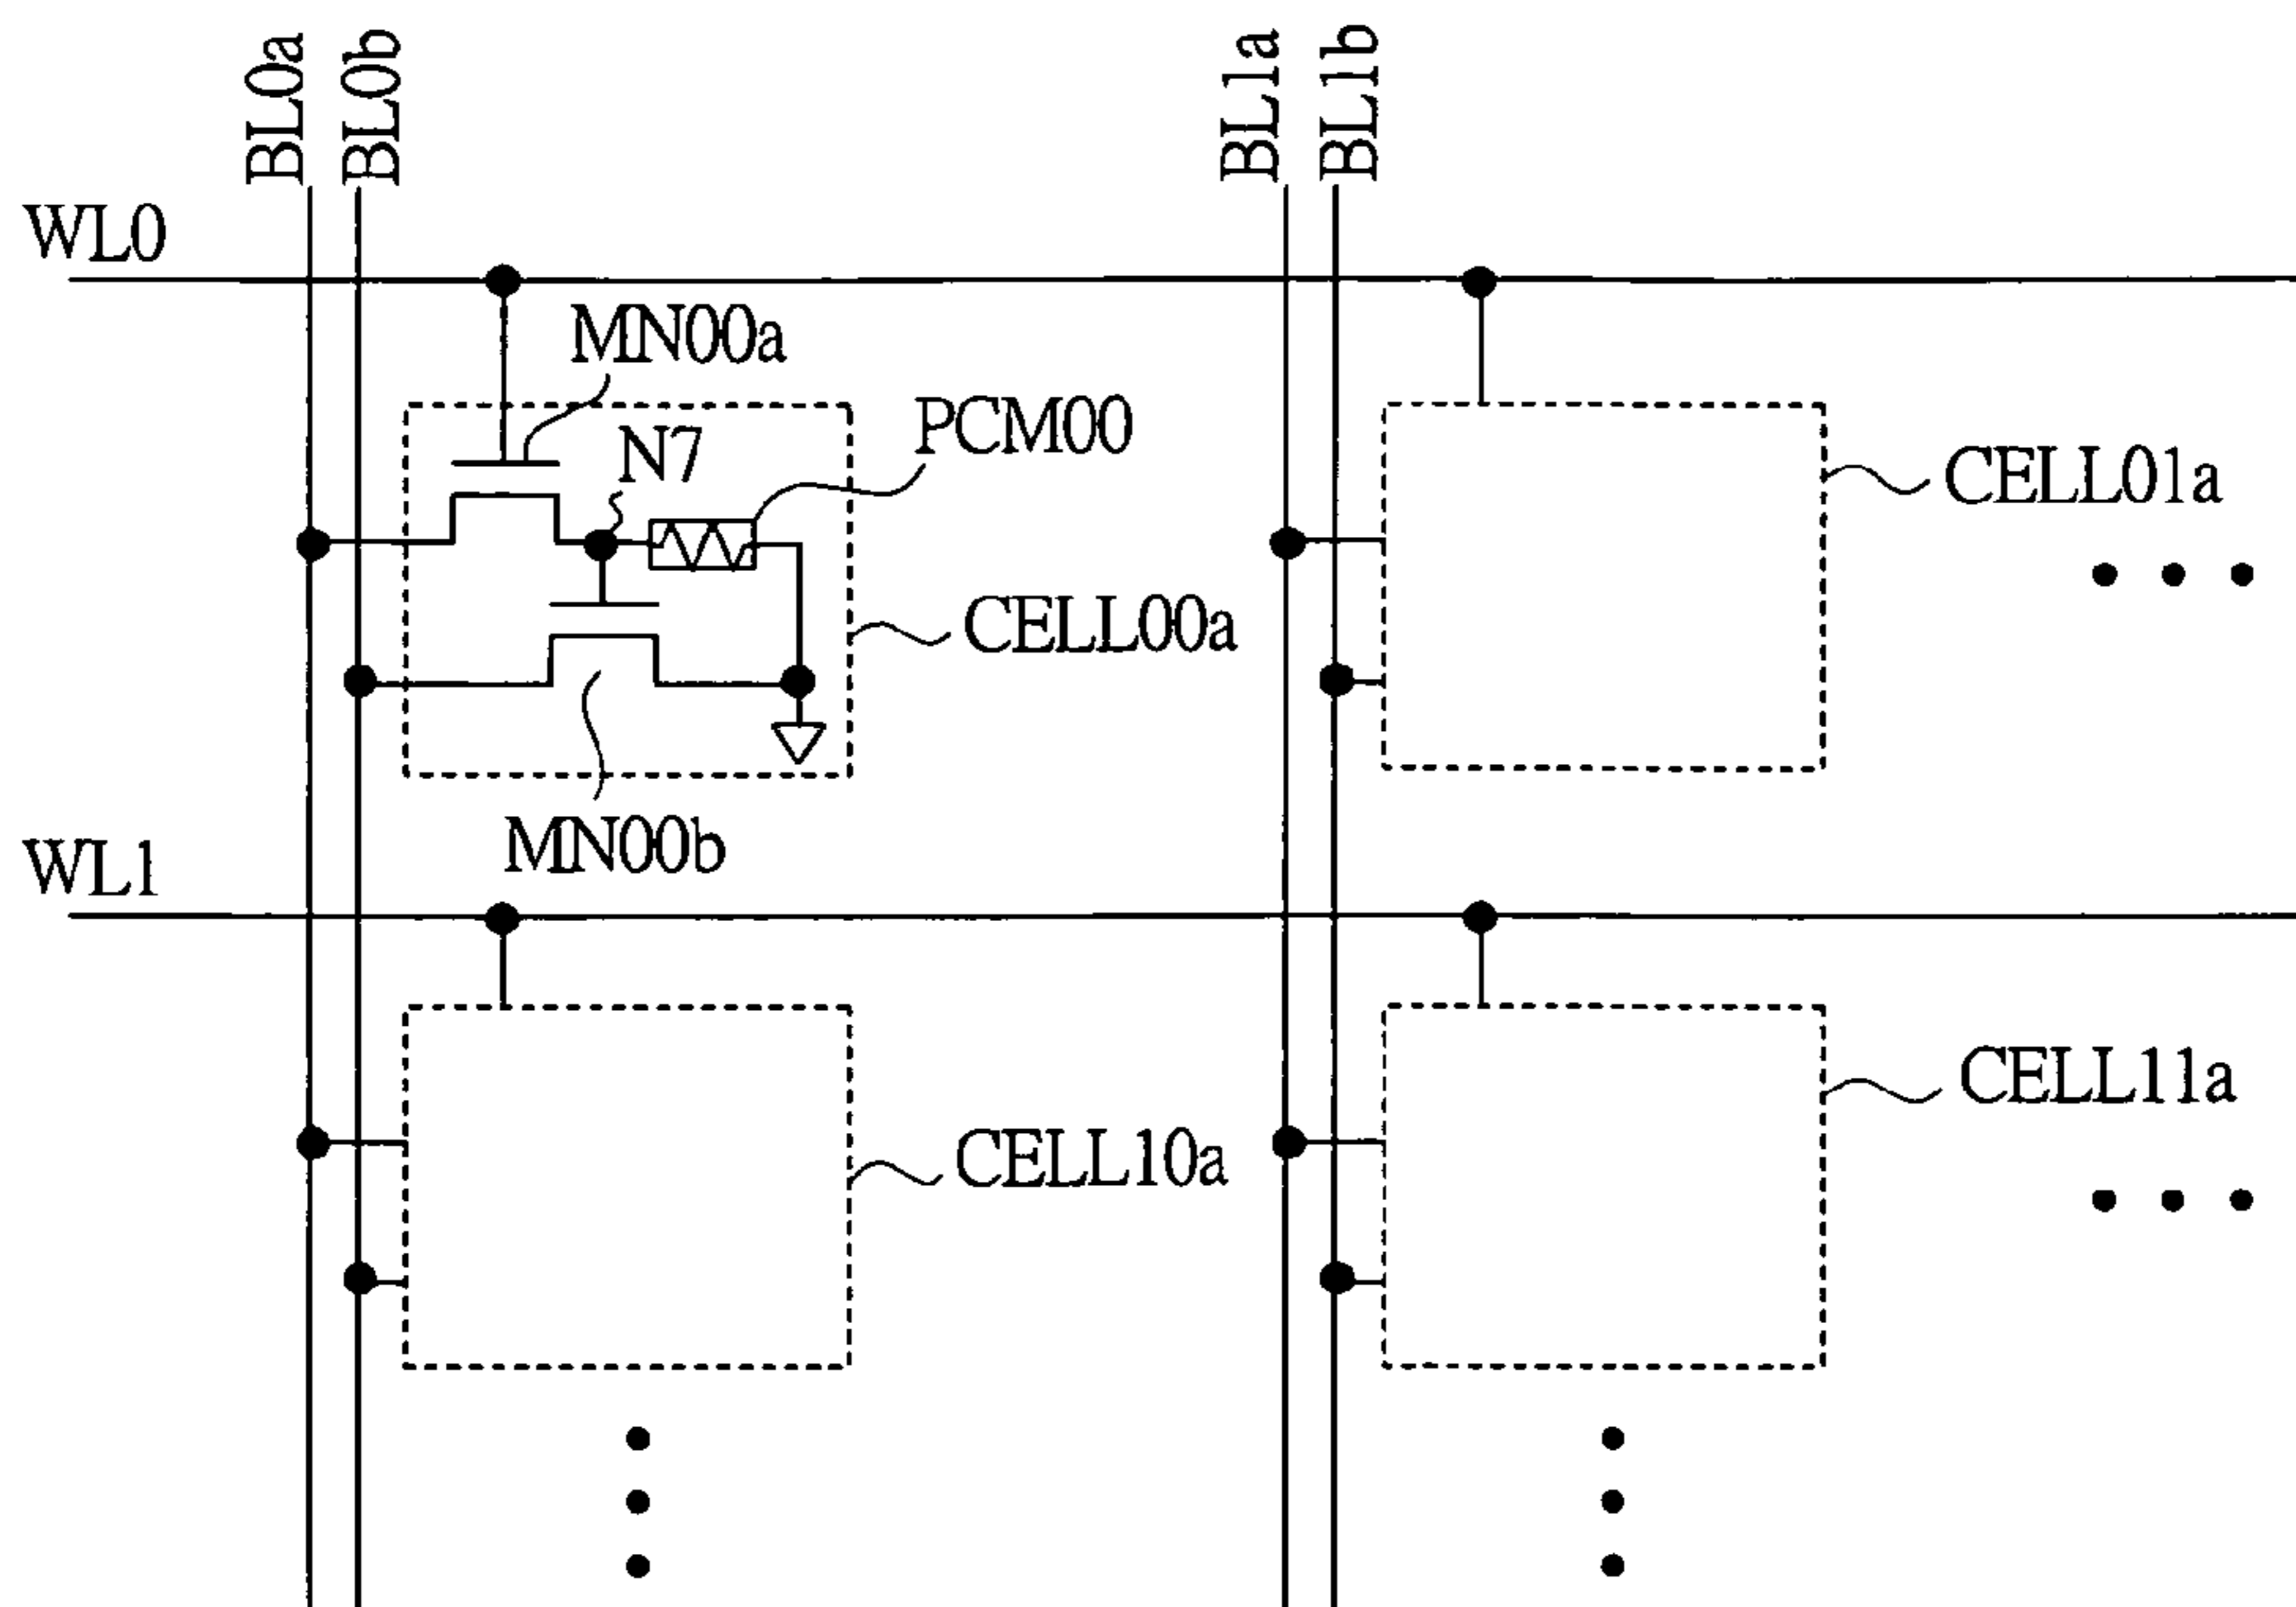 BL0a
BL0b
BL1a
BL1b
WL0
MN00a
PCM00
N7
CELL01a
CELL00a
MN00b
WL1
CELL11a
CELL10a